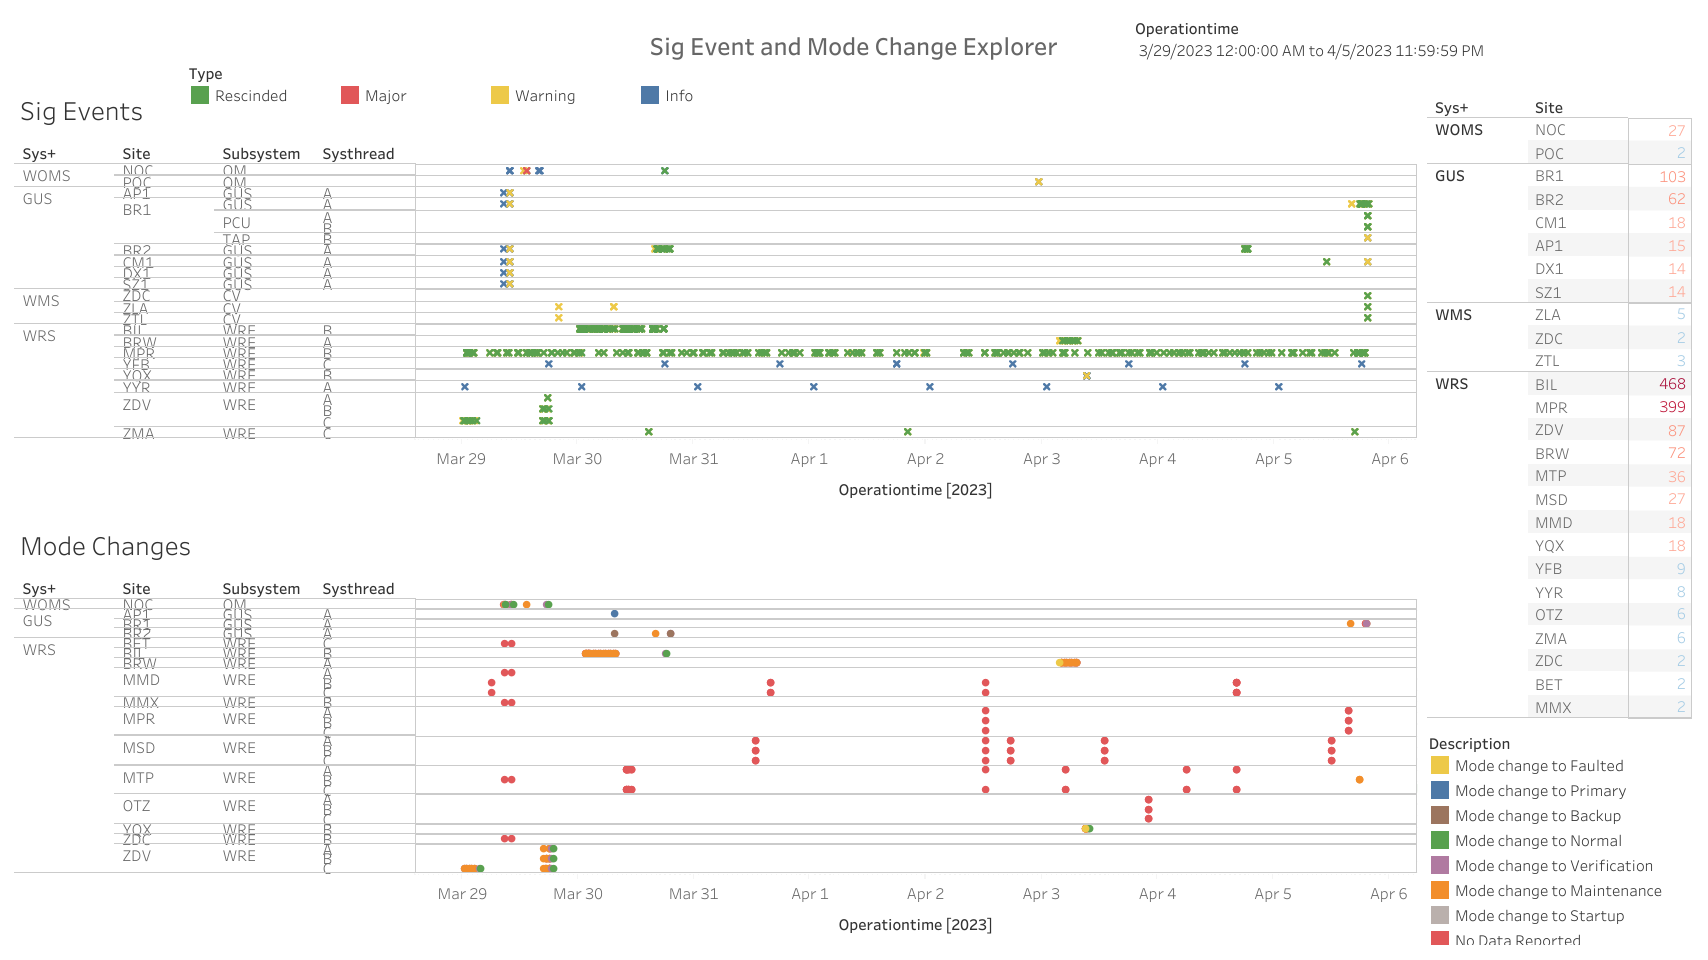 Sig Event and Mode Change Explorer
Operationtime
3/29/2023 12:00:00 AM to 4/5/2023 11:59:59 PM
Type
Rescinded Major Warning Info
Sig Events
Sys+ Site Subsystem Systhread
WOMS NOC OM
POC OM
GUS AP1 GUS A
BR1 GUS A
PCU A
B
TAP B
BR2 GUS A
CM1 GUS A
DX1 GUS A
SZ1 GUS A
WMS ZDC CV
ZLA CV
ZTL CV
WRS BIL WRE B
BRW WRE A
MPR WRE B
YFB WRE C
YQX WRE B
YYR WRE A
ZDV WRE A
B
C
ZMA WRE C
Mar 29 Mar 30 Mar 31 Apr 1 Apr 2 Apr 3 Apr 4 Apr 5 Apr 6
Operationtime [2023]
Mode Changes
Sys+ Site Subsystem Systhread
WOMS NOC OM
GUS AP1 GUS A
BR1 GUS A
BR2 GUS A
WRS BET WRE C
BIL WRE B
BRW WRE A
MMD WRE A
B
C
MMX WRE B
MPR WRE A
B
C
MSD WRE A
B
C
MTP WRE A
B
C
OTZ WRE A
B
C
YQX WRE B
ZDC WRE B
ZDV WRE A
B
C
Mar 29 Mar 30 Mar 31 Apr 1 Apr 2 Apr 3 Apr 4 Apr 5 Apr 6
Operationtime [2023]
Sys+ Site
WOMS NOC 27
POC 2
GUS BR1 103
BR2 62
CM1 18
AP1 15
DX1 14
SZ1 14
WMS ZLA 5
ZDC 2
ZTL 3
WRS BIL 468
MPR 399
ZDV 87
BRW 72
MTP 36
MSD 27
MMD 18
YQX 18
YFB 9
YYR 8
OTZ 6
ZMA 6
ZDC 2
BET 2
MMX 2
Description
Mode change to Faulted
Mode change to Primary
Mode change to Backup
Mode change to Normal
Mode change to Verification
Mode change to Maintenance
Mode change to Startup
No Data Reported